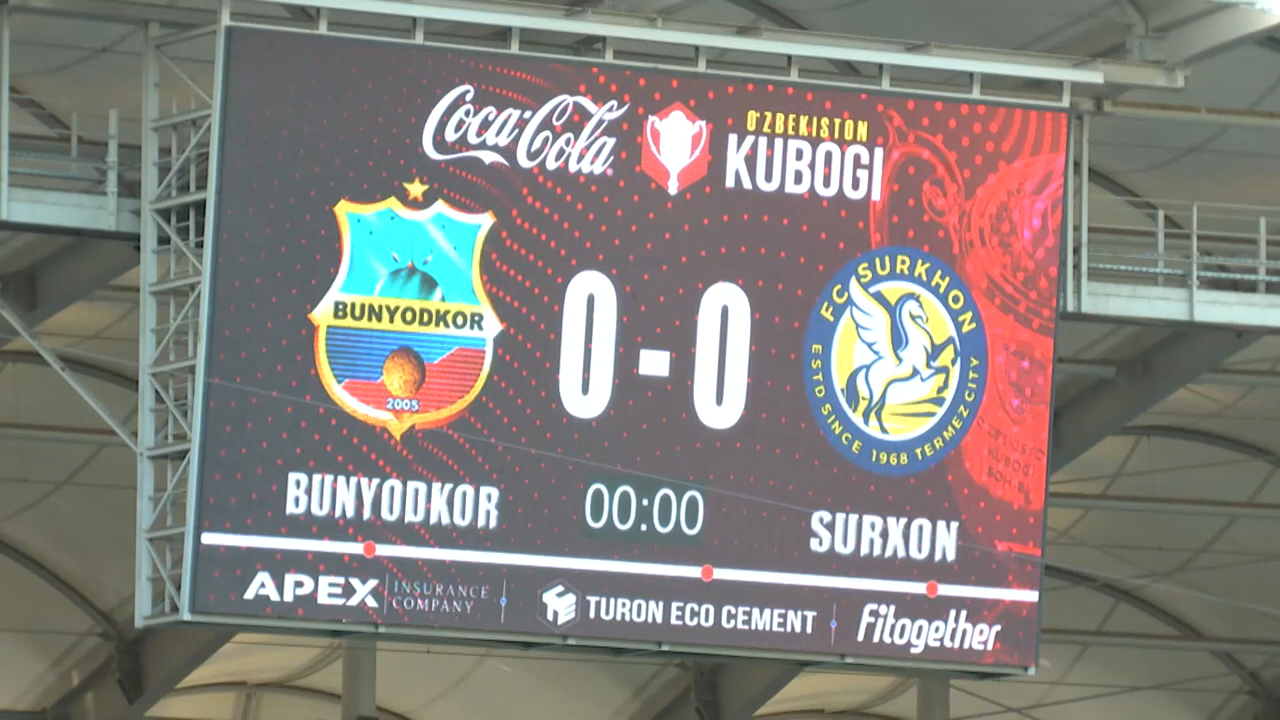 Coca-Cola
O'ZBEKISTON
KUBOGI
BUNYODKOR
2005
0 - 0
FC SURKHON
ESTD SINCE 1968 TERMEZ CITY
BUNYODKOR
00:00
SURXON
APEX INSURANCE COMPANY
TURON ECO CEMENT
Fitogether